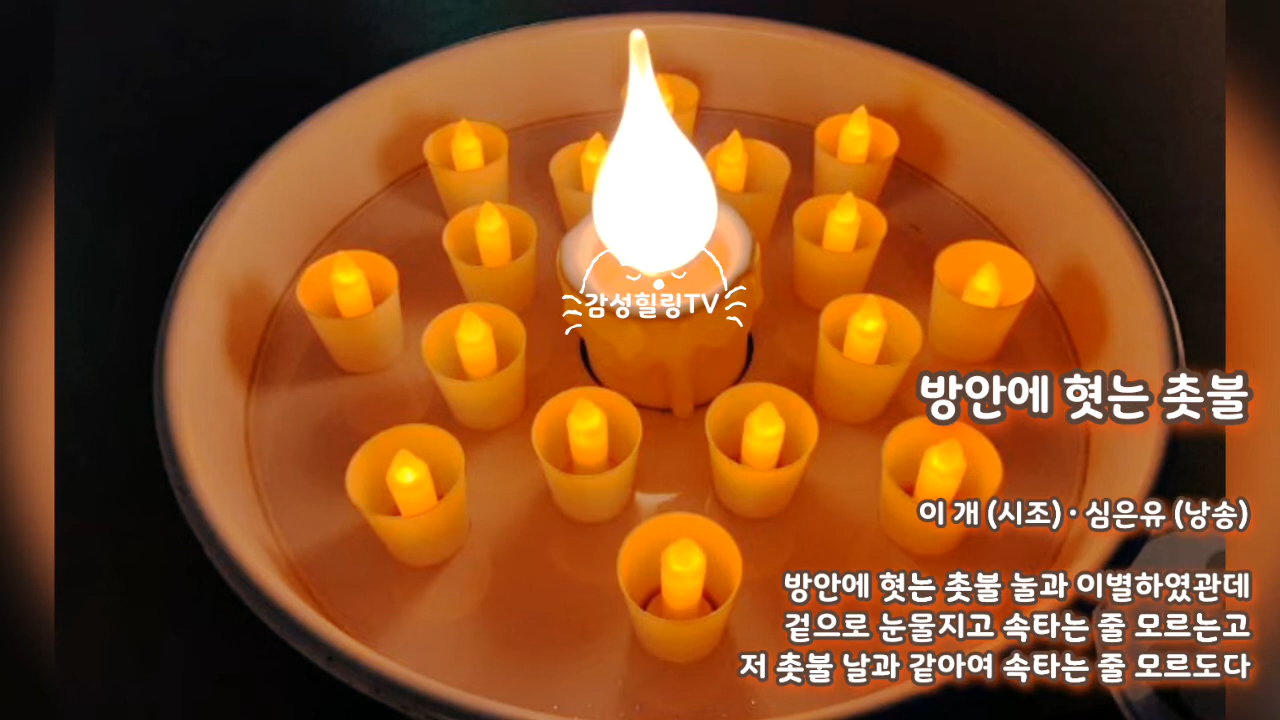 감성힐링TV
방안에 혓는 촛불
이 개 (시조) · 심은유 (낭송)
방안에 혓는 촛불 눌과 이별하였관데
겉으로 눈물지고 속타는 줄 모르는고
저 촛불 날과 같아여 속타는 줄 모르도다